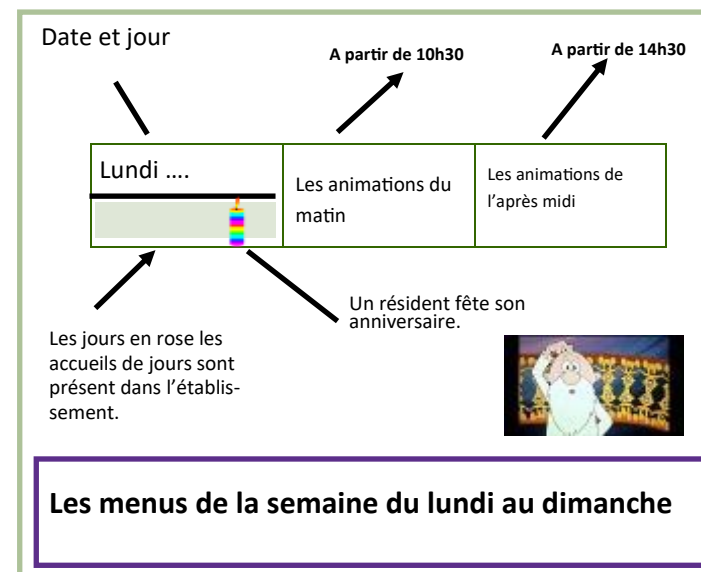 Date et jour
A partir de 10h30
A partir de 14h30
Lundi ....
Les animations du
matin
Les animations de
l'après midi
Un résident fête son
anniversaire.
Les jours en rose les
accueils de jours sont
présent dans l'établis-
sement.
Les menus de la semaine du lundi au dimanche